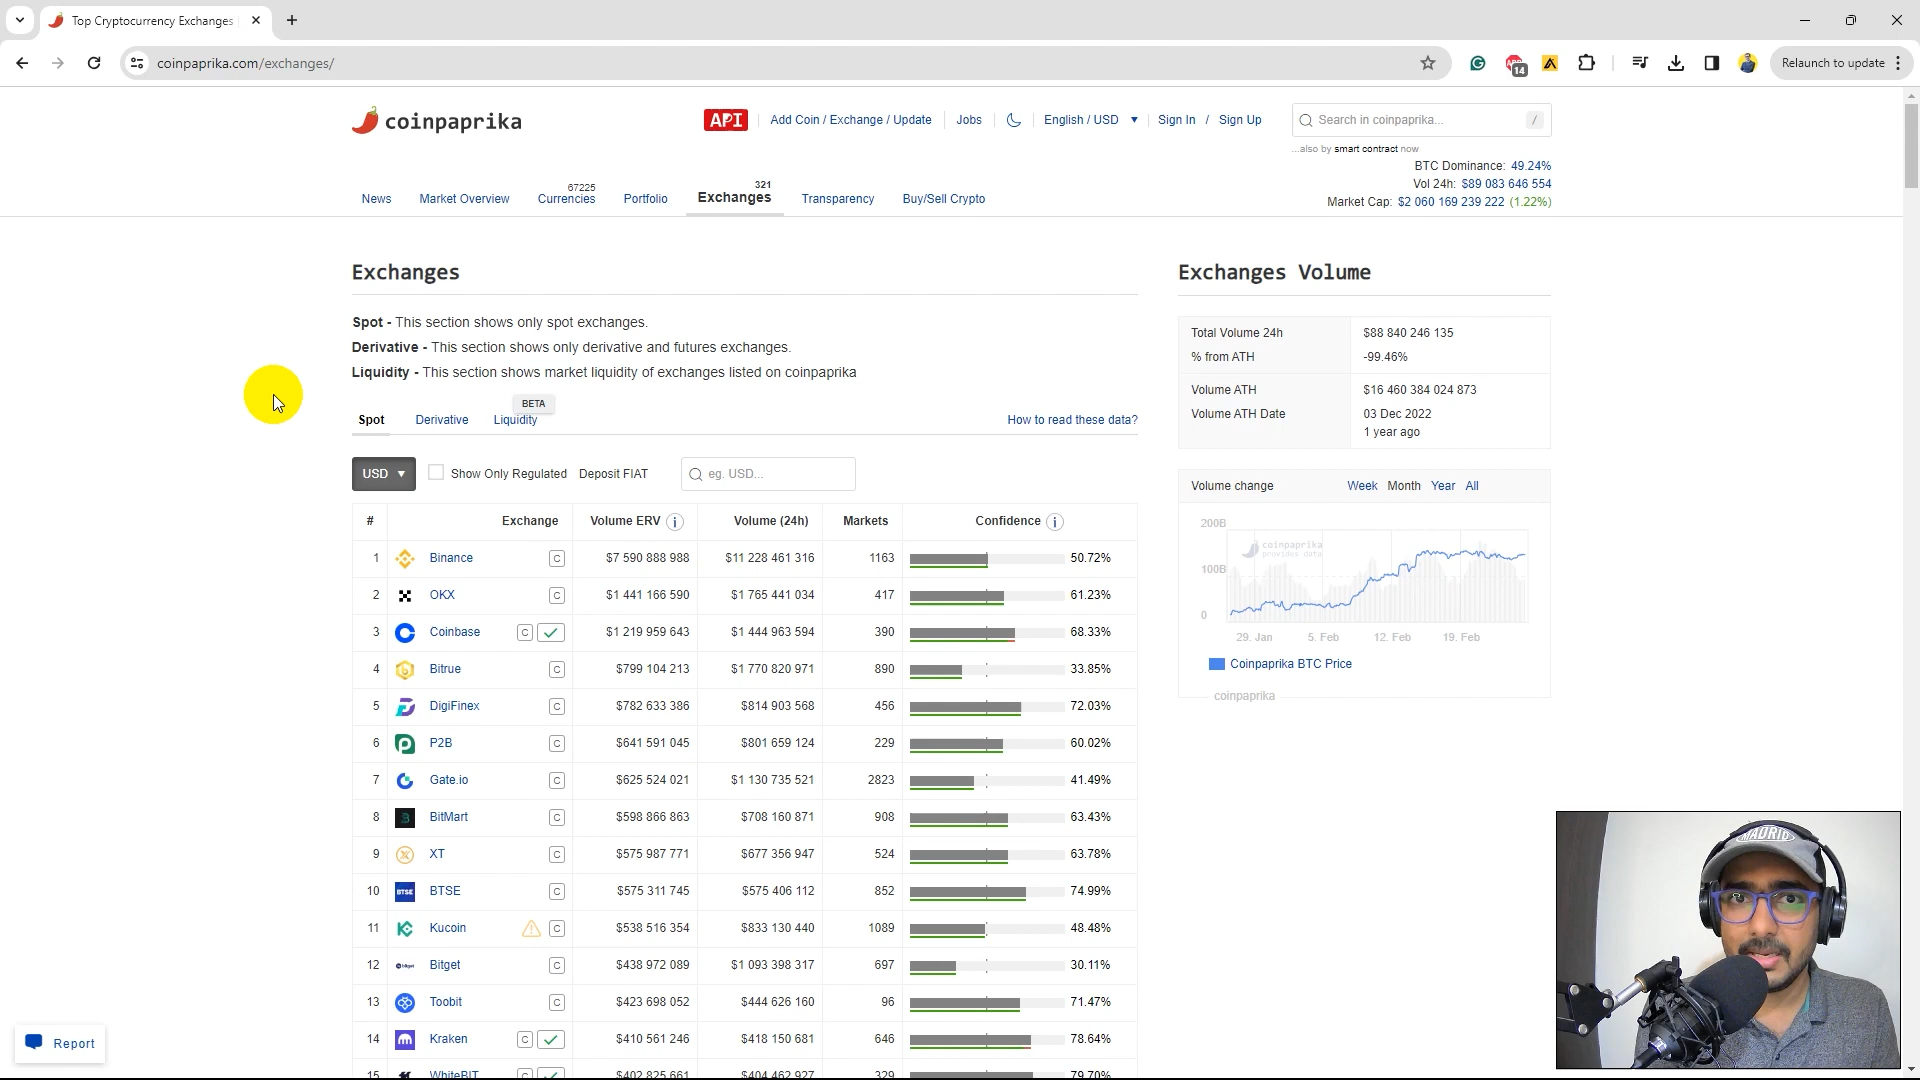 Top Cryptocurrency Exchanges
coinpaprika.com/exchanges/
14
Relaunch to update
coinpaprika
API
Add Coin / Exchange / Update
Jobs
English / USD ▼
Sign In / Sign Up
Search in coinpaprika...
/
...also by smart contract now
BTC Dominance: 49.24%
Vol 24h: $89 083 646 554
Market Cap: $2 060 169 239 222 (1.22%)
News
Market Overview
67225
Currencies
Portfolio
321
Exchanges
Transparency
Buy/Sell Crypto
Exchanges
Spot - This section shows only spot exchanges.
Derivative - This section shows only derivative and futures exchanges.
Liquidity - This section shows market liquidity of exchanges listed on coinpaprika
BETA
Spot Derivative Liquidity
How to read these data?
USD ▼
Show Only Regulated
Deposit FIAT
eg. USD...
# Exchange Volume ERV i Volume (24h) Markets Confidence i
1 Binance C $7 590 888 988 $11 228 461 316 1163 50.72%
2 OKX C $1 441 166 590 $1 765 441 034 417 61.23%
3 Coinbase C $1 219 959 643 $1 444 963 594 390 68.33%
4 Bitrue C $799 104 213 $1 770 820 971 890 33.85%
5 DigiFinex C $782 633 386 $814 903 568 456 72.03%
6 P2B C $641 591 045 $801 659 124 229 60.02%
7 Gate.io C $625 524 021 $1 130 735 521 2823 41.49%
8 BitMart C $598 866 863 $708 160 871 908 63.43%
9 XT C $575 987 771 $677 356 947 524 63.78%
10 BTSE BTSE C $575 311 745 $575 406 112 852 74.99%
11 Kucoin C $538 516 354 $833 130 440 1089 48.48%
12 Bitget C $438 972 089 $1 093 398 317 697 30.11%
13 Toobit C $423 698 052 $444 626 160 96 71.47%
14 Kraken C $410 561 246 $418 150 681 646 78.64%
15 WhiteBIT C $402 825 661 $404 462 927 329 79.70%
Exchanges Volume
Total Volume 24h $88 840 246 135
% from ATH -99.46%
Volume ATH $16 460 384 024 873
Volume ATH Date 03 Dec 2022
1 year ago
Volume change
Week Month Year All
200B
coinpaprika
provides data
100B
0
29. Jan 5. Feb 12. Feb 19. Feb
Coinpaprika BTC Price
coinpaprika
Report
MADRID